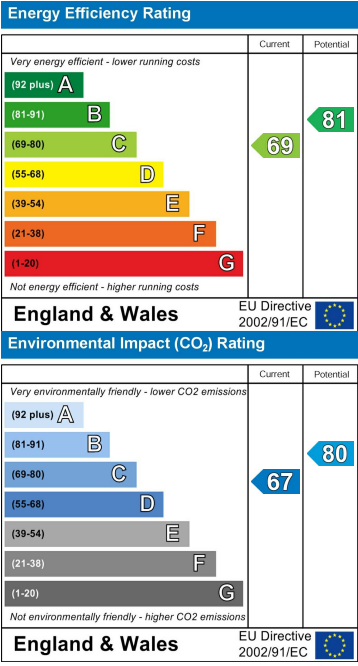 Energy Efficiency Rating
Current Potential
Very energy efficient - lower running costs
(92 plus) A
(81-91) B
81
(69-80) C
69
(55-68) D
(39-54) E
(21-38) F
(1-20) G
Not energy efficient - higher running costs
England & Wales
EU Directive
2002/91/EC
Environmental Impact (CO₂) Rating
Current Potential
Very environmentally friendly - lower CO2 emissions
(92 plus) A
(81-91) B
80
(69-80) C
67
(55-68) D
(39-54) E
(21-38) F
(1-20) G
Not environmentally friendly - higher CO2 emissions
England & Wales
EU Directive
2002/91/EC